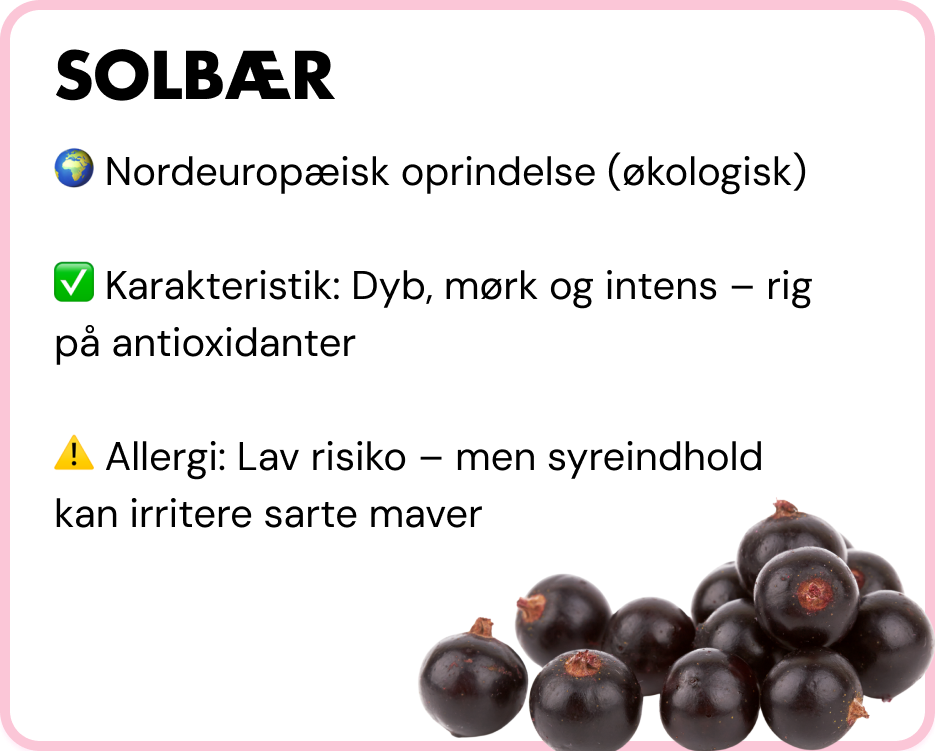 SOLBÆR
🌍 Nordeuropæisk oprindelse (økologisk)
✅ Karakteristik: Dyb, mørk og intens – rig
på antioxidanter
⚠️ Allergi: Lav risiko – men syreindhold
kan irritere sarte maver